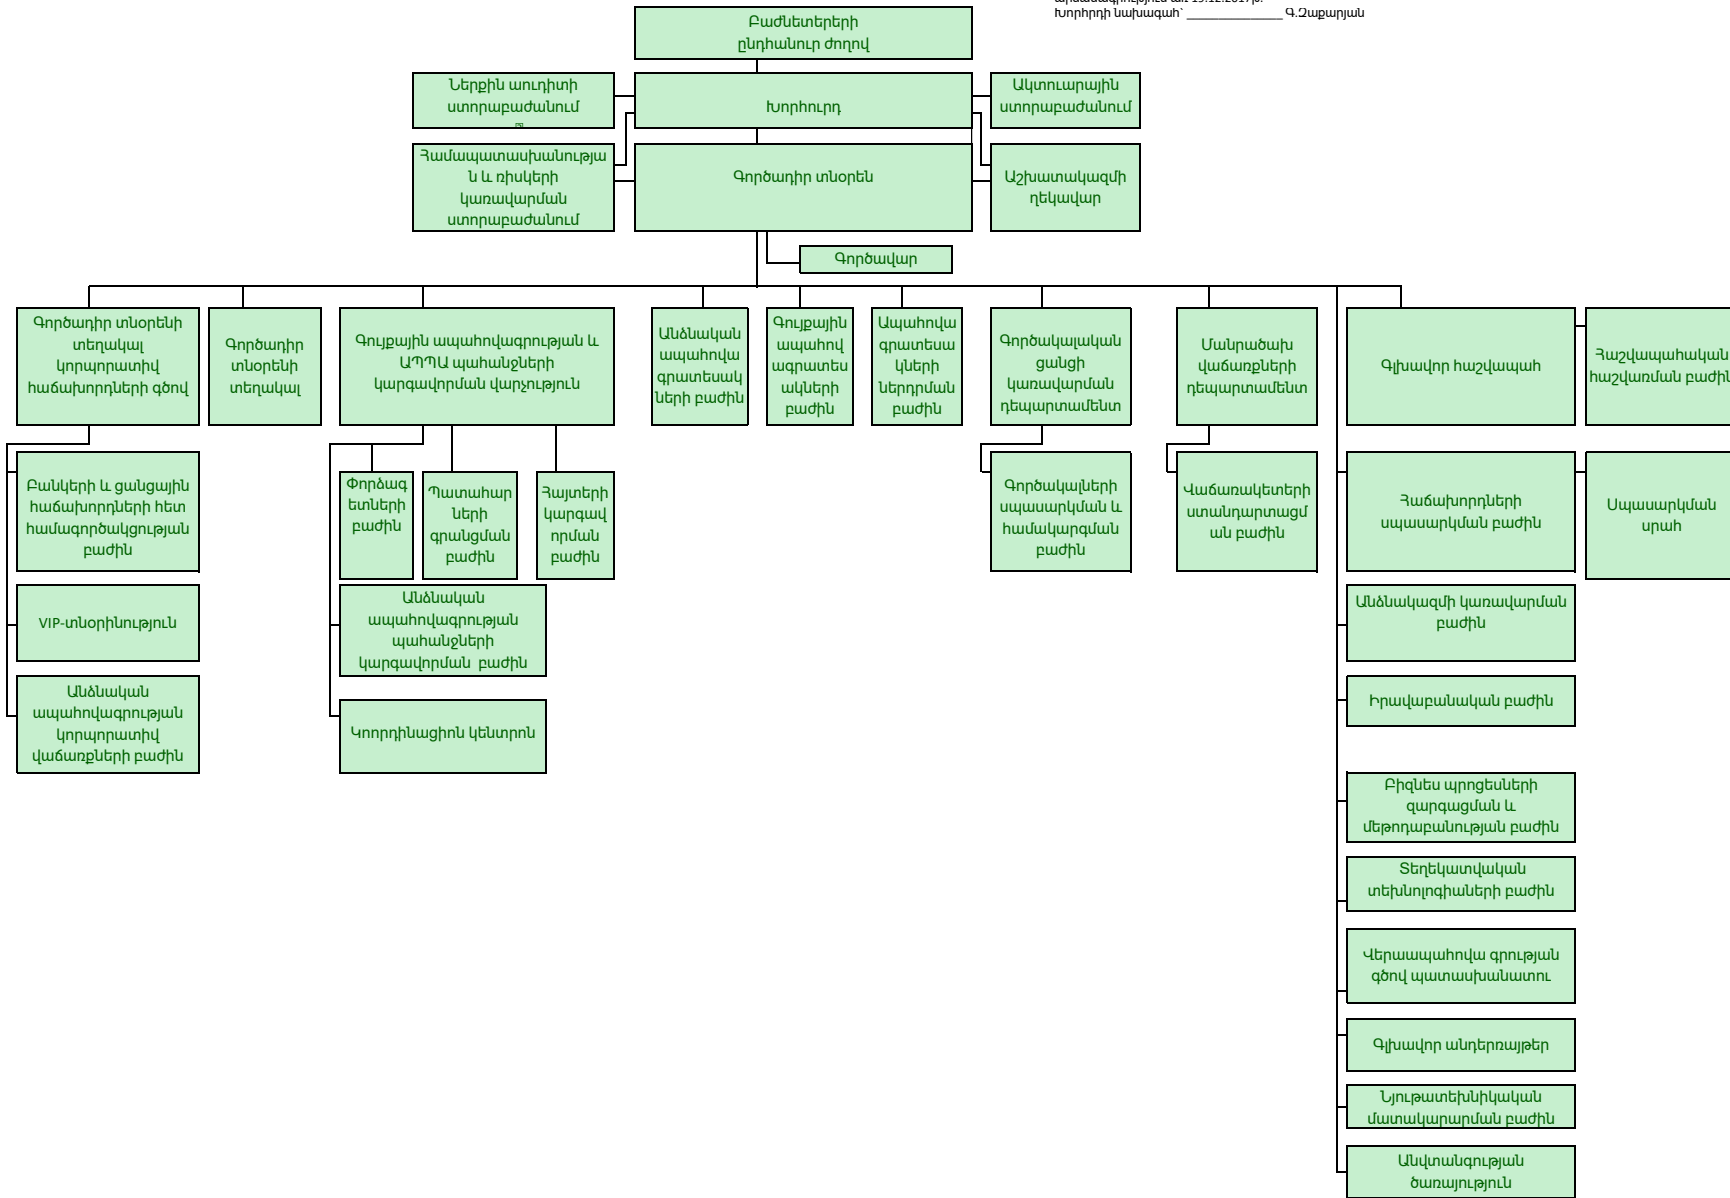 Խորհրդի նախագահ` ________________ Գ.Զաքարյան
Բաժնետերերի
ընդհանուր ժողով
Ներքին աուդիտի
ստորաբաժանում
Խորհուրդ
Ակտուարային
ստորաբաժանում
Համապատասխանությա
ն և ռիսկերի
կառավարման
ստորաբաժանում
Գործադիր տնօրեն
Աշխատակազմի
ղեկավար
Գործավար
Գործադիր տնօրենի
տեղակալ
կորպորատիվ
հաճախորդների գծով
Գործադիր
տնօրենի
տեղակալ
Գույքային ապահովագրության և
ԱՊՊԱ պահանջների
կարգավորման վարչություն
Անձնական
ապահովա
գրատեսակ
ների բաժին
Գույքային
ապահով
ագրատես
ակների
բաժին
Ապահովա
գրատեսա
կների
ներդրման
բաժին
Գործակալական
ցանցի
կառավարման
դեպարտամենտ
Մանրածախ
վաճառքների
դեպարտամենտ
Գլխավոր հաշվապահ
Հաշվապահական
հաշվառման բաժին
Բանկերի և ցանցային
հաճախորդների հետ
համագործակցության
բաժին
Փորձագ
ետների
բաժին
Պատահար
ների
գրանցման
բաժին
Հայտերի
կարգավ
որման
բաժին
Գործակալների
սպասարկման և
համակարգման
բաժին
Վաճառակետերի
ստանդարտացմ
ան բաժին
Հաճախորդների
սպասարկման բաժին
Սպասարկման
սրահ
VIP-տնօրինություն
Անձնական
ապահովագրության
պահանջների
կարգավորման  բաժին
Անձնակազմի կառավարման
բաժին
Անձնական
ապահովագրության
կորպորատիվ
վաճառքների բաժին
Կոորդինացիոն կենտրոն
Իրավաբանական բաժին
Բիզնես պրոցեսների
զարգացման և
մեթոդաբանության բաժին
Տեղեկատվական
տեխնոլոգիաների բաժին
Վերաապահովա գրության
գծով պատասխանատու
Գլխավոր անդերռայթեր
Նյութատեխնիկական
մատակարարման բաժին
Անվտանգության
ծառայություն